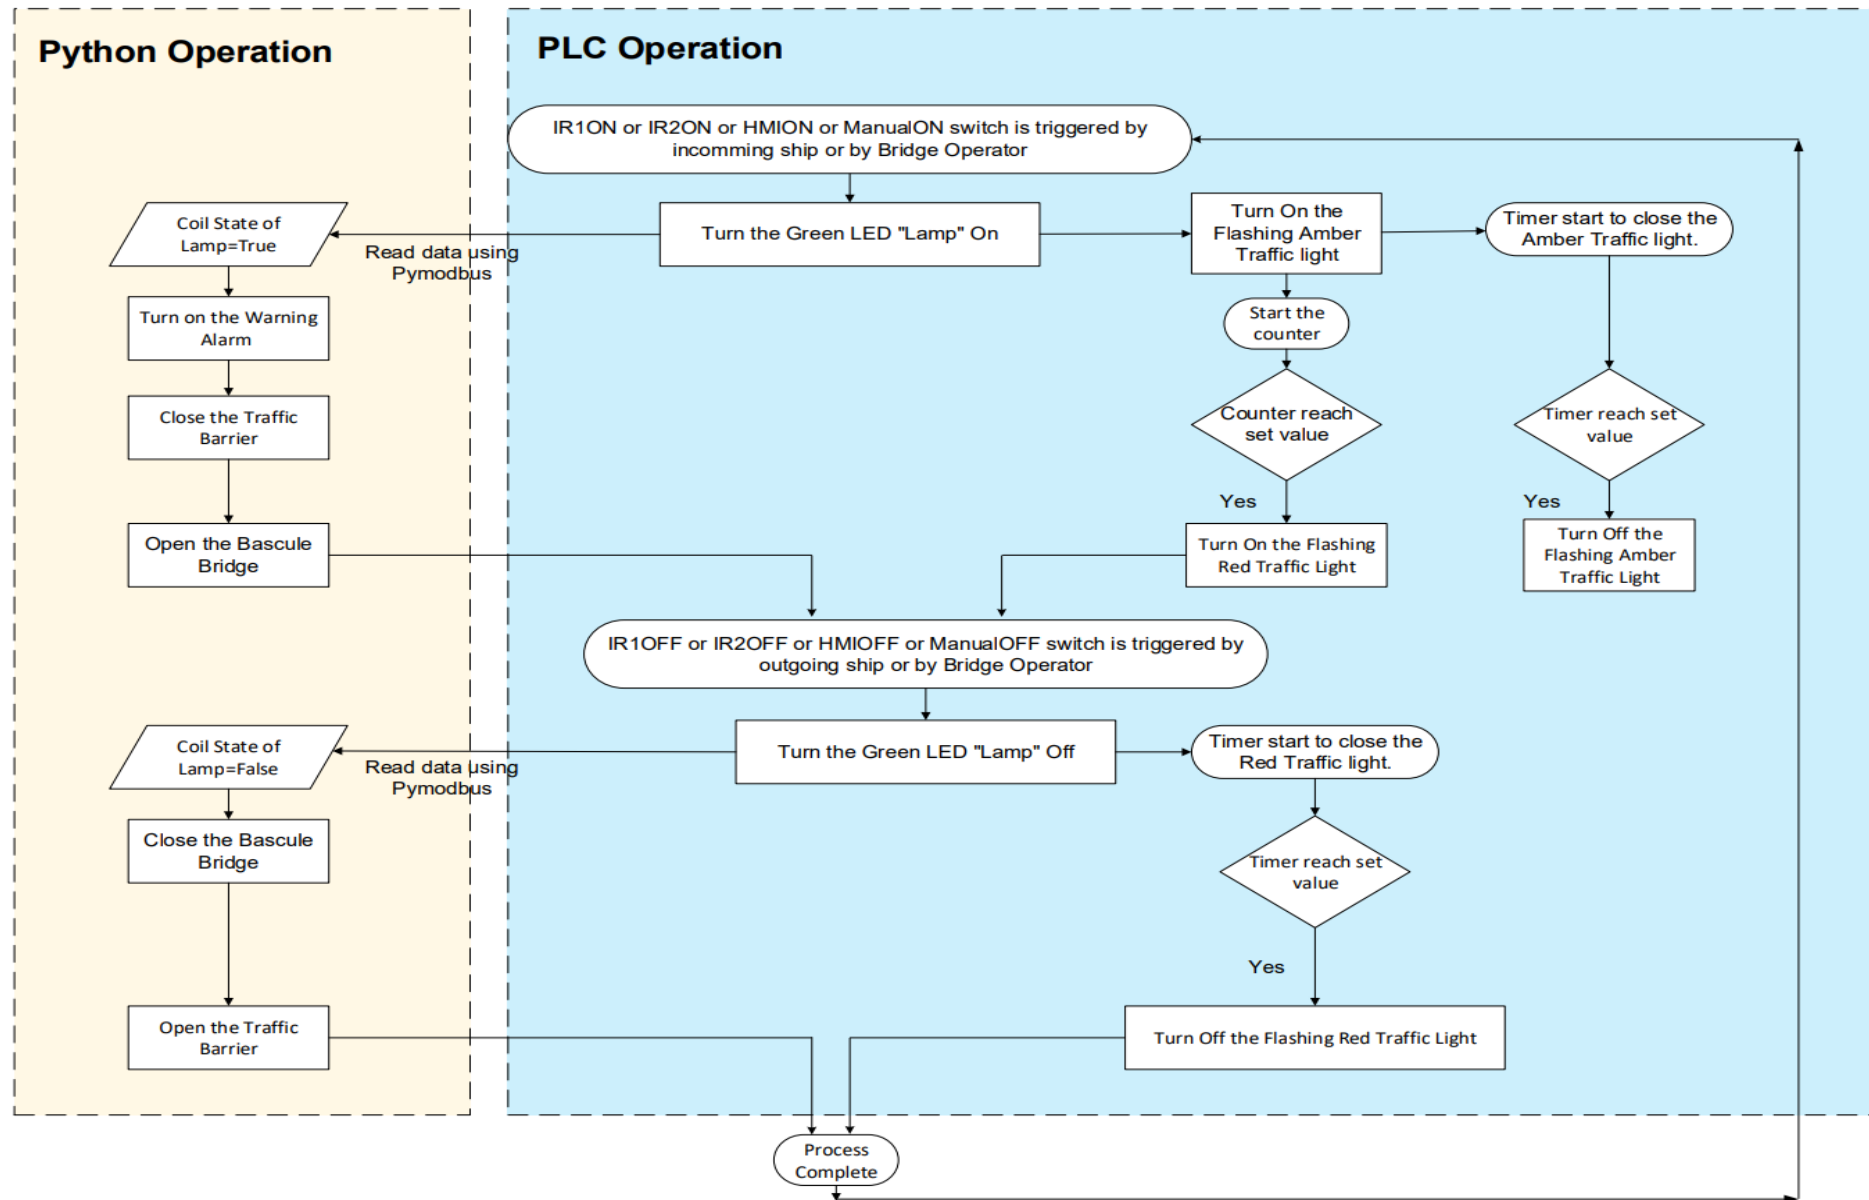 Python Operation
PLC Operation
IR1ON or IR2ON or HMION or ManualON switch is triggered by
incomming ship or by Bridge Operator
Coil State of
Lamp=True
Read data using
Pymodbus
Turn the Green LED "Lamp" On
Turn On the
Flashing Amber
Traffic light
Timer start to close the
Amber Traffic light.
Turn on the Warning
Alarm
Start the
counter
Close the Traffic
Barrier
Counter reach
set value
Timer reach set
value
Yes
Yes
Open the Bascule
Bridge
Turn On the Flashing
Red Traffic Light
Turn Off the
Flashing Amber
Traffic Light
IR1OFF or IR2OFF or HMIOFF or ManualOFF switch is triggered by
outgoing ship or by Bridge Operator
Coil State of
Lamp=False
Read data using
Pymodbus
Turn the Green LED "Lamp" Off
Timer start to close the
Red Traffic light.
Close the Bascule
Bridge
Timer reach set
value
Yes
Open the Traffic
Barrier
Turn Off the Flashing Red Traffic Light
Process
Complete